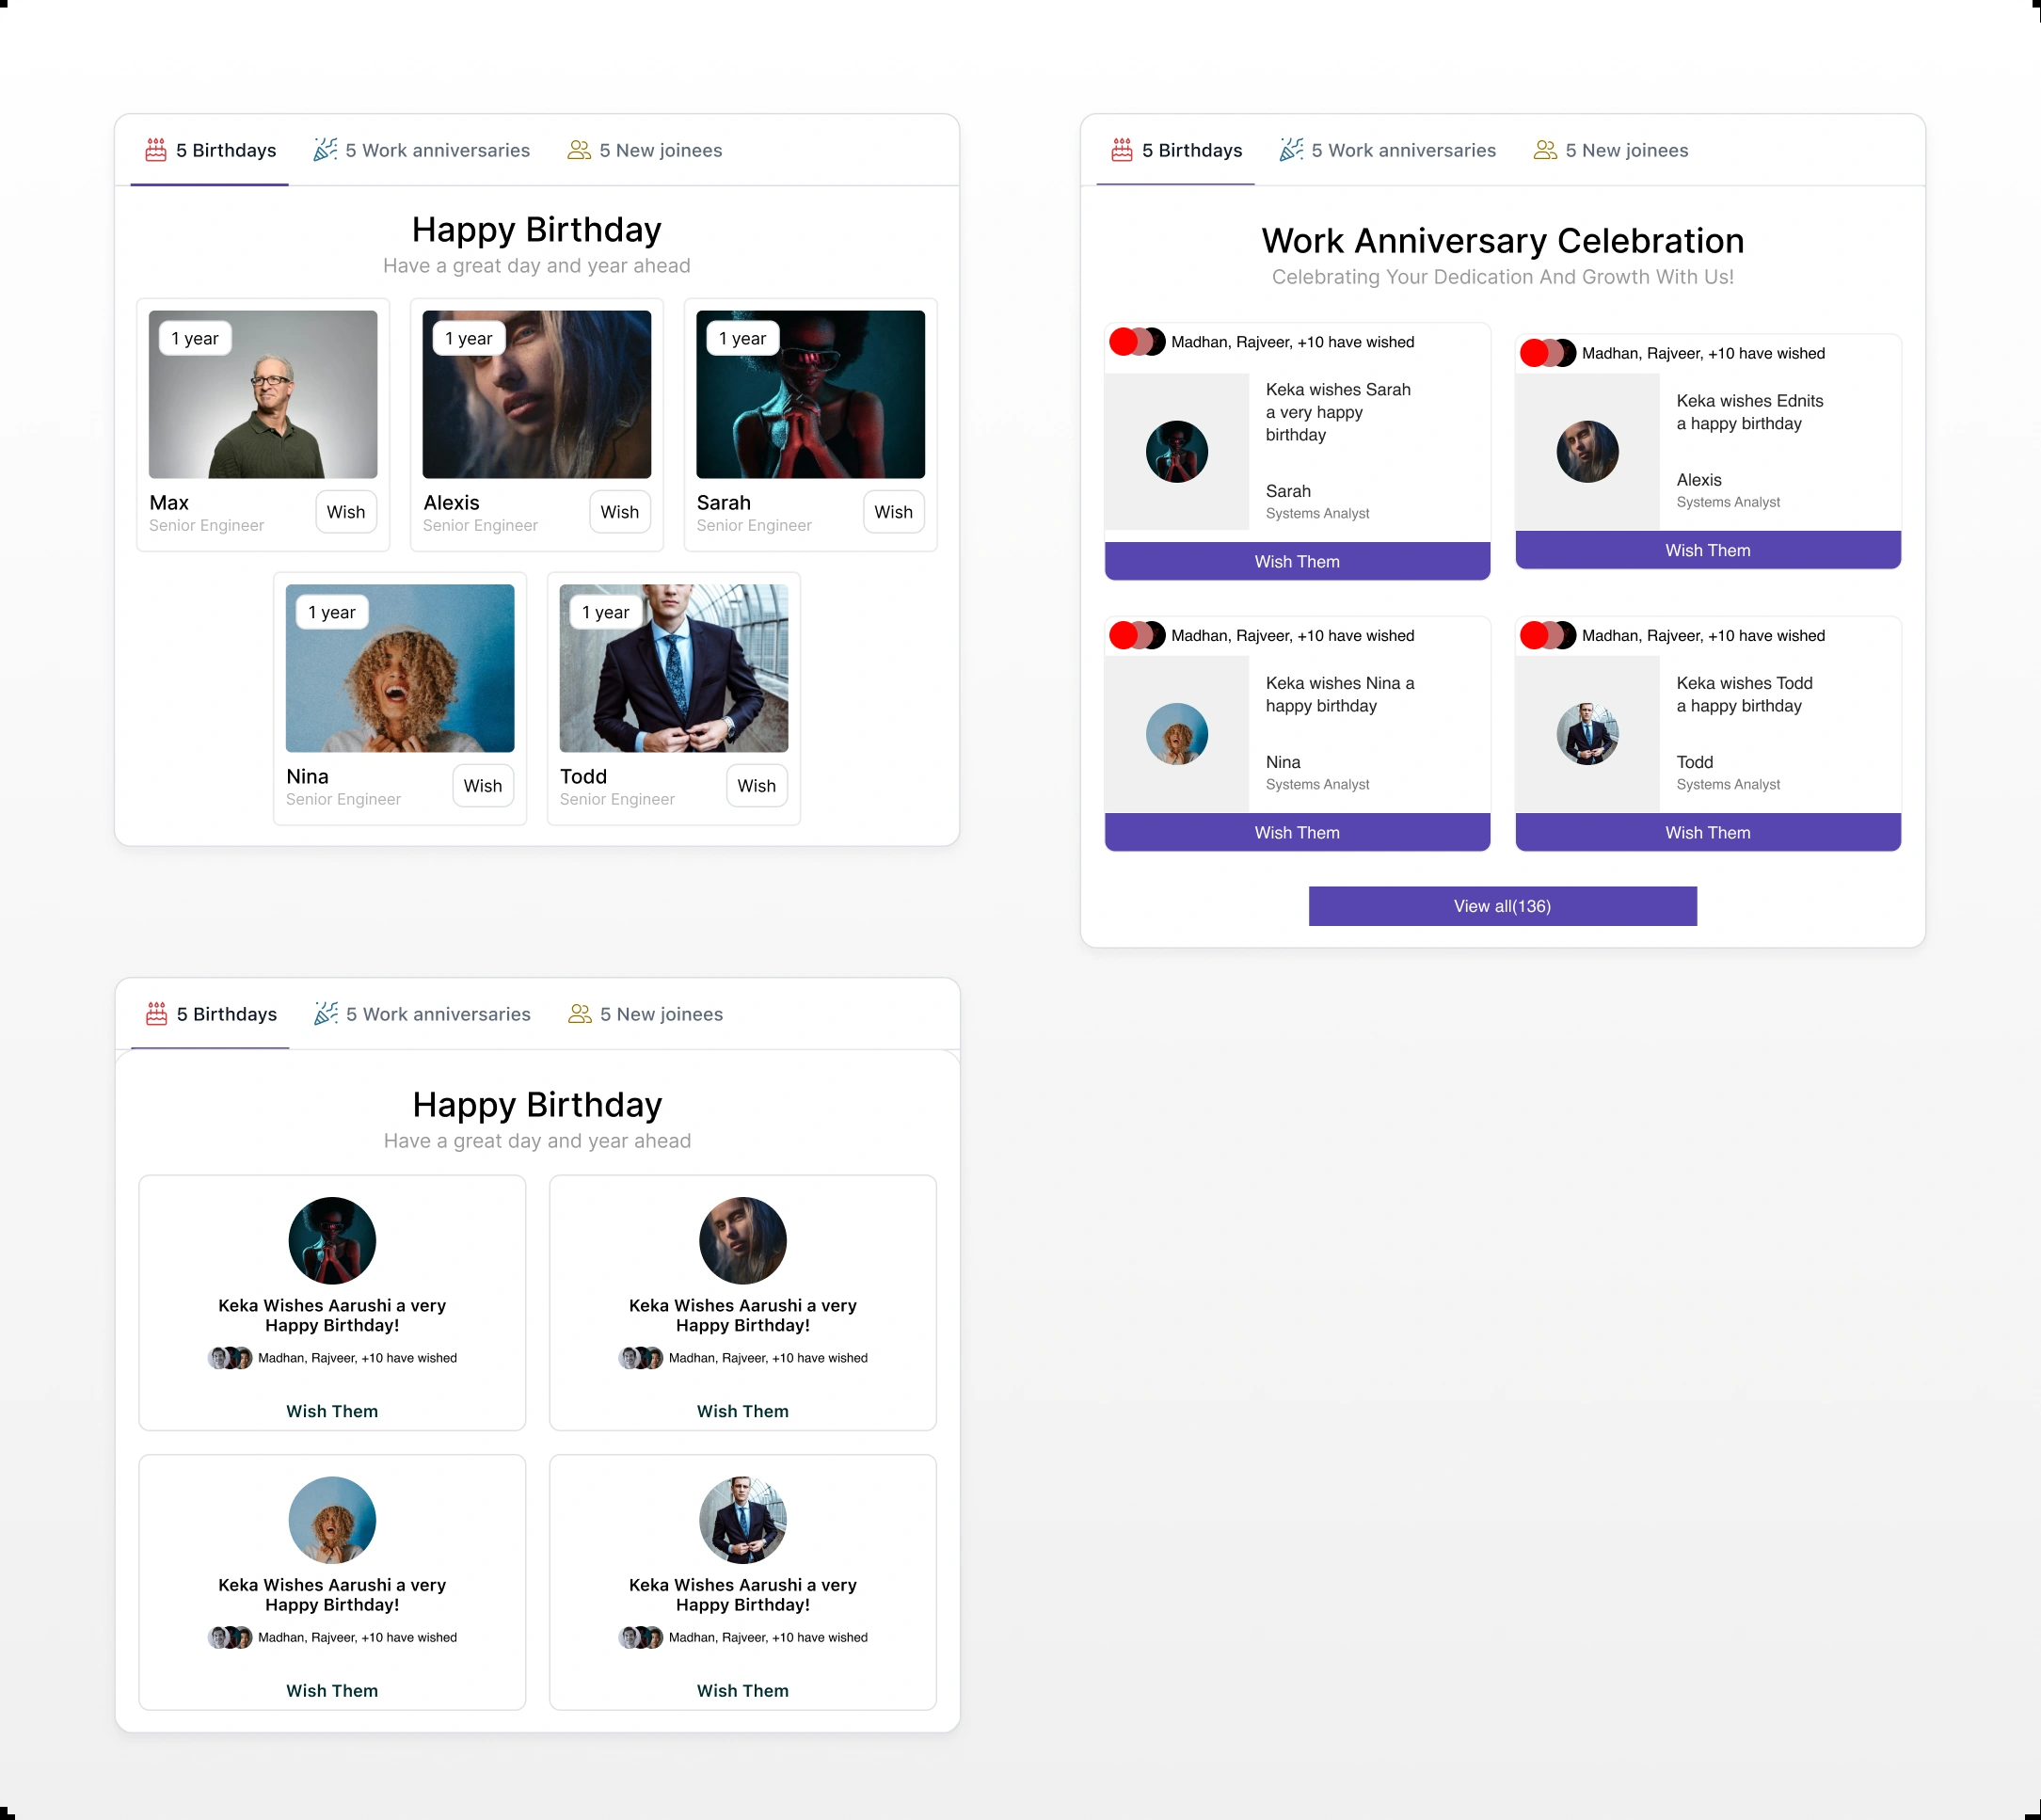 5 Birthdays 5 Work anniversaries 5 New joinees
Happy Birthday
Have a great day and year ahead
1 year
Max
Senior Engineer
Wish
1 year
Alexis
Senior Engineer
Wish
1 year
Sarah
Senior Engineer
Wish
1 year
Nina
Senior Engineer
Wish
1 year
Todd
Senior Engineer
Wish
5 Birthdays 5 Work anniversaries 5 New joinees
Work Anniversary Celebration
Celebrating Your Dedication And Growth With Us!
Madhan, Rajveer, +10 have wished
Keka wishes Sarah
a very happy
birthday
Sarah
Systems Analyst
Wish Them
Madhan, Rajveer, +10 have wished
Keka wishes Ednits
a happy birthday
Alexis
Systems Analyst
Wish Them
Madhan, Rajveer, +10 have wished
Keka wishes Nina a
happy birthday
Nina
Systems Analyst
Wish Them
Madhan, Rajveer, +10 have wished
Keka wishes Todd
a happy birthday
Todd
Systems Analyst
Wish Them
View all(136)
5 Birthdays 5 Work anniversaries 5 New joinees
Happy Birthday
Have a great day and year ahead
Keka Wishes Aarushi a very
Happy Birthday!
Madhan, Rajveer, +10 have wished
Wish Them
Keka Wishes Aarushi a very
Happy Birthday!
Madhan, Rajveer, +10 have wished
Wish Them
Keka Wishes Aarushi a very
Happy Birthday!
Madhan, Rajveer, +10 have wished
Wish Them
Keka Wishes Aarushi a very
Happy Birthday!
Madhan, Rajveer, +10 have wished
Wish Them